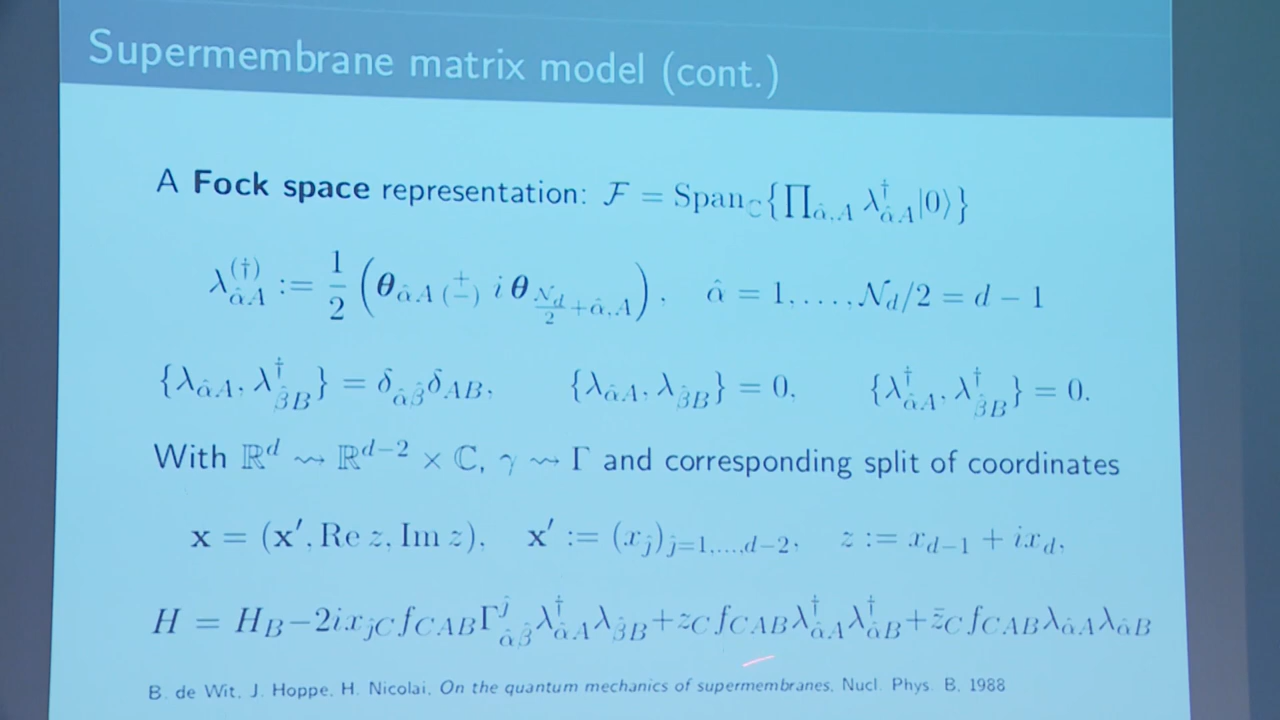 Supermembrane matrix model (cont.)
A Fock space representation: ℱ = Span_ℂ{∏_{α̂,A} λ†_{α̂A}|0⟩}
λ^{(†)}_{α̂A} := 1/2 (θ_{α̂A} (+/(−)) i θ_{𝒩_d/2+α̂,A}), α̂ = 1, . . . , 𝒩_d/2 = d − 1
{λ_{α̂A}, λ†_{β̂B}} = δ_{α̂β̂}δ_{AB}, {λ_{α̂A}, λ_{β̂B}} = 0, {λ†_{α̂A}, λ†_{β̂B}} = 0.
With ℝ^d ⇝ ℝ^{d−2} × ℂ, γ ⇝ Γ and corresponding split of coordinates
x = (x′, Re z, Im z), x′ := (x_j)_{j=1,...,d−2}, z := x_{d−1} + ix_d,
H = H_B−2ix_{jC}f_{CAB}Γ^j_{α̂β̂}λ†_{α̂A}λ_{β̂B}+z_C f_{CAB}λ†_{α̂A}λ†_{α̂B}+z̄_C f_{CAB}λ_{α̂A}λ_{α̂B}
B. de Wit, J. Hoppe, H. Nicolai, On the quantum mechanics of supermembranes, Nucl. Phys. B, 1988